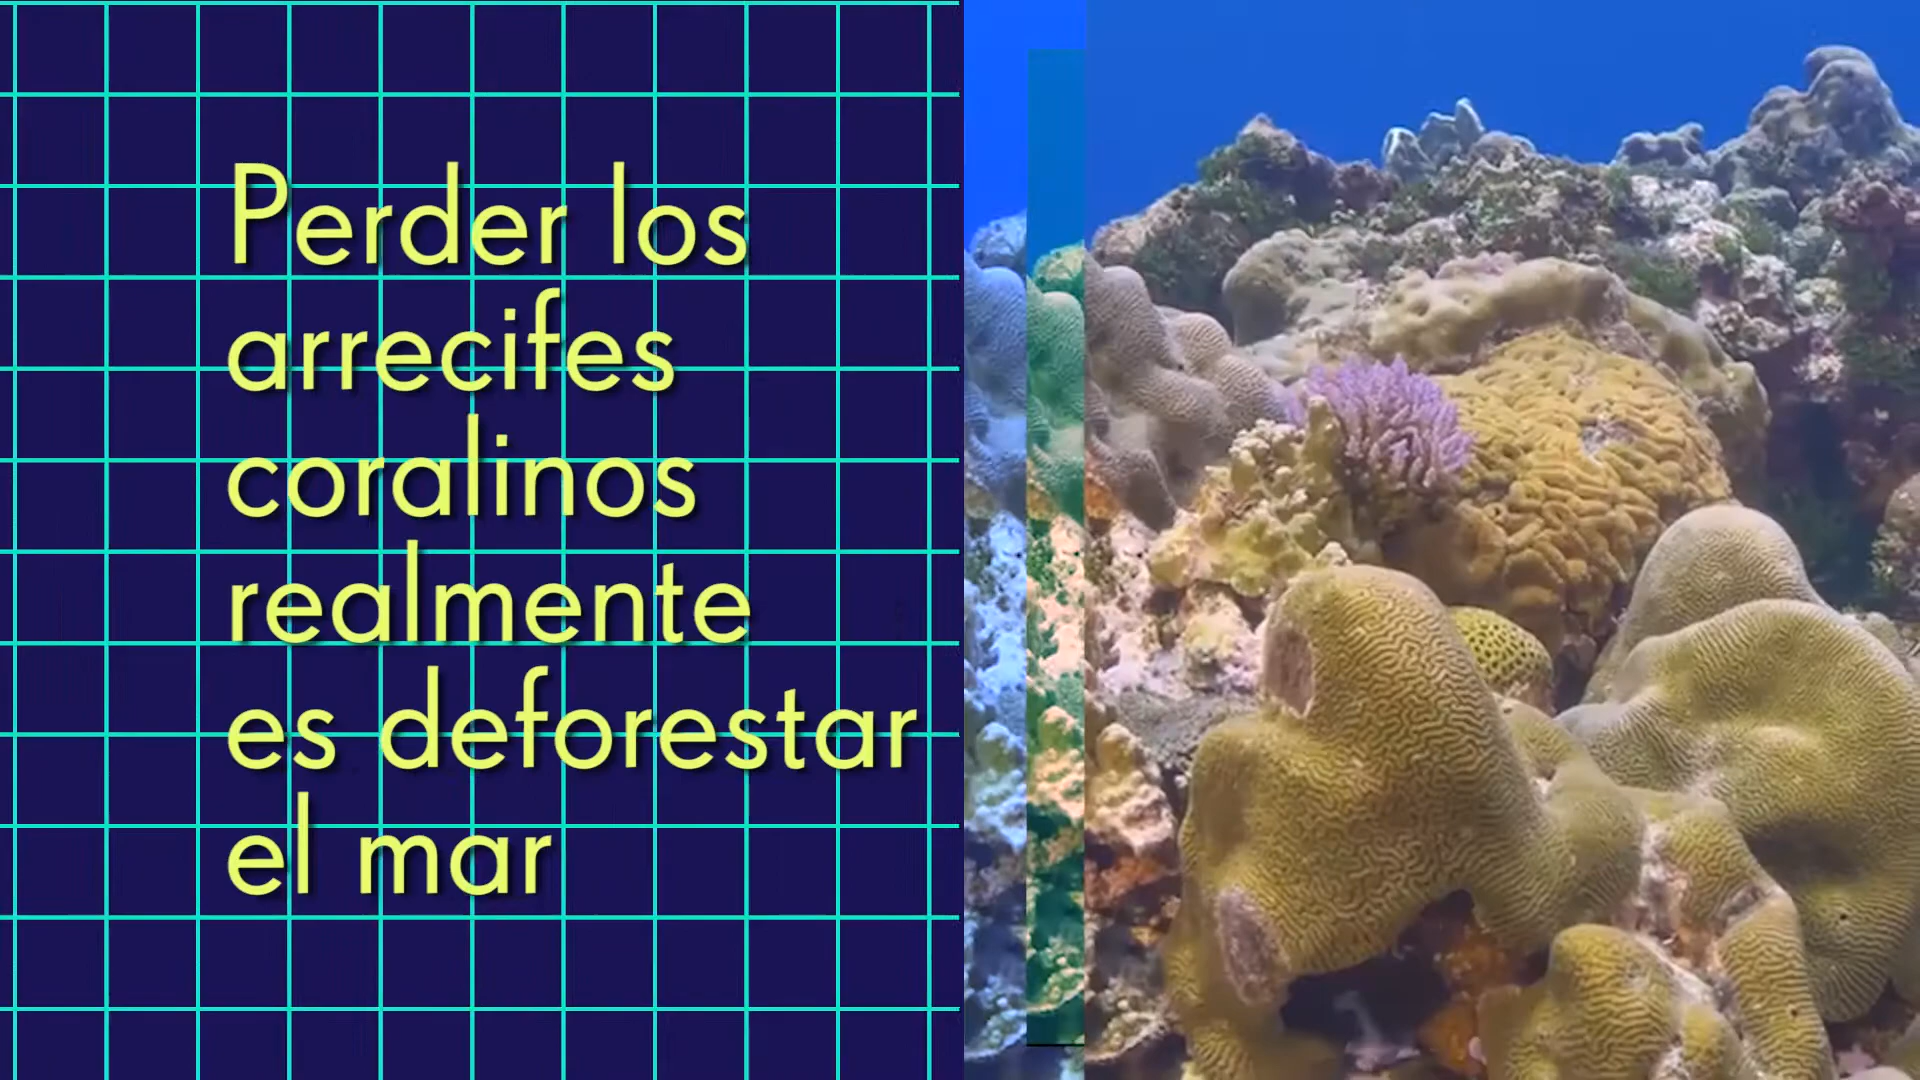 Perder los
arrecifes
coralinos
realmente
es deforestar
el mar